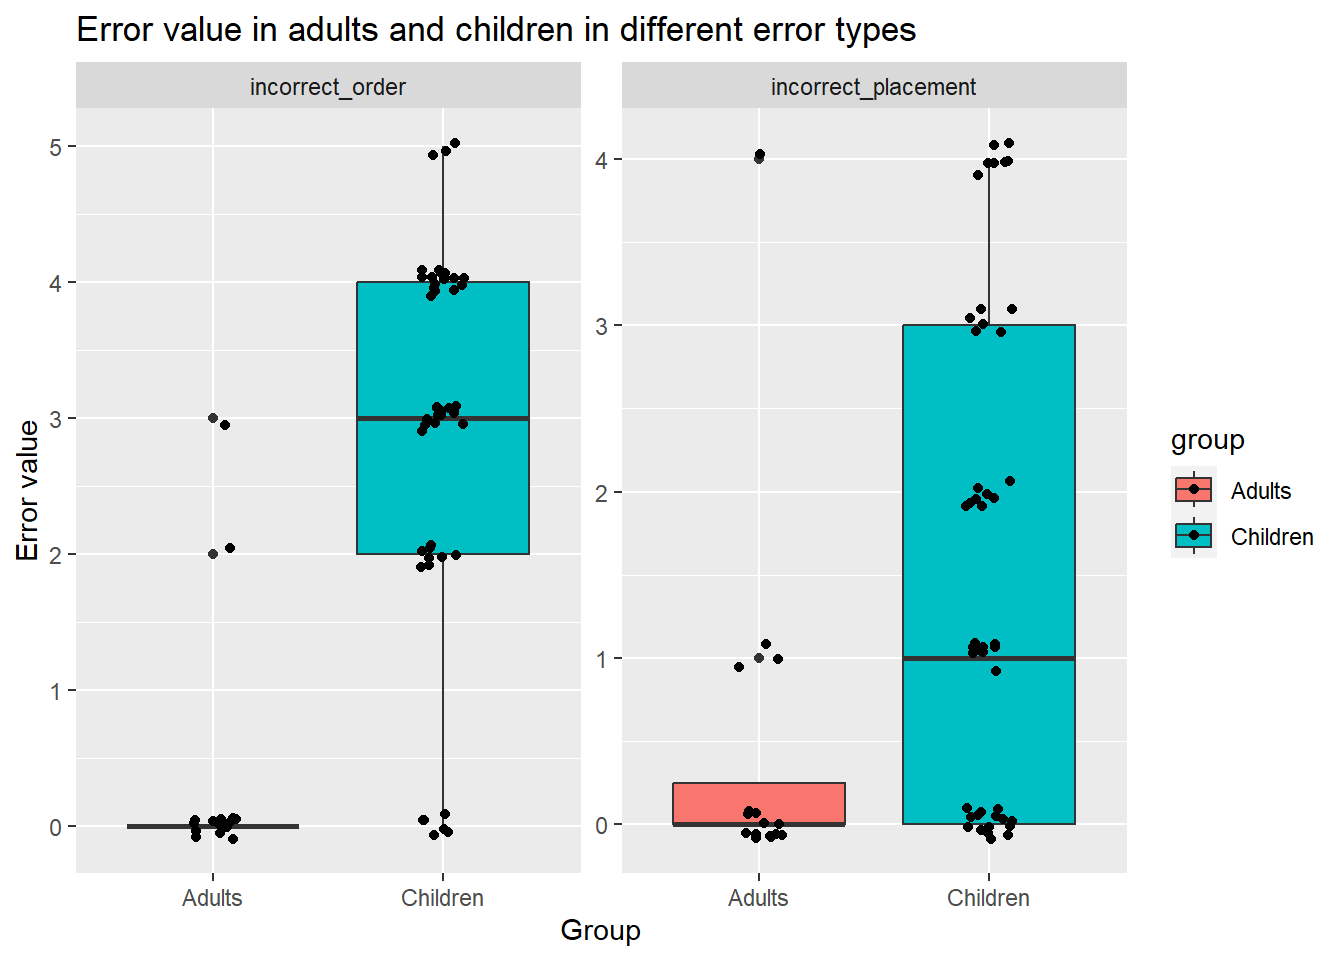 Error value in adults and children in different error types
incorrect_order
incorrect_placement
5
4
3
2
1
0
4
3
2
1
0
Error value
Adults
Children
Adults
Children
Group
group
Adults
Children